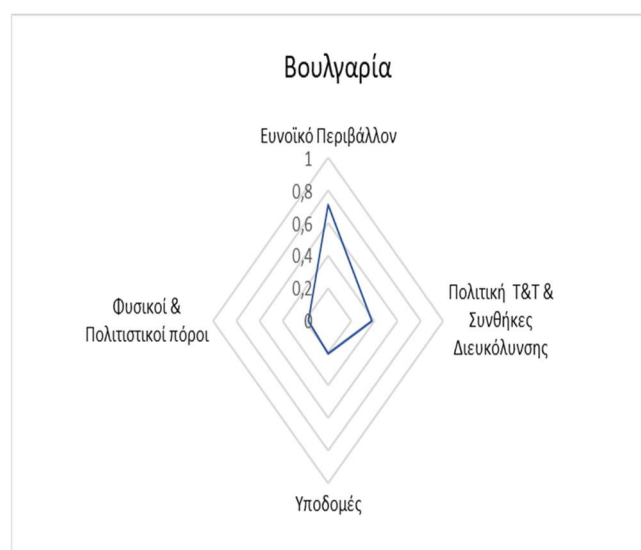 Βουλγαρία
Ευνοϊκό Περιβάλλον
1
0,8
0,6
0,4
0,2
0
Πολιτική T&T &
Συνθήκες
Διευκόλυνσης
Φυσικοί &
Πολιτιστικοί πόροι
Υποδομές